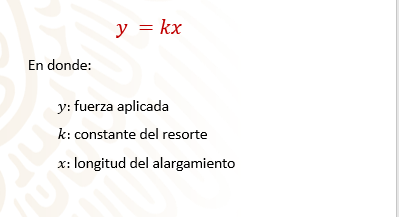 y = kx
En donde:
y: fuerza aplicada
k: constante del resorte
x: longitud del alargamiento